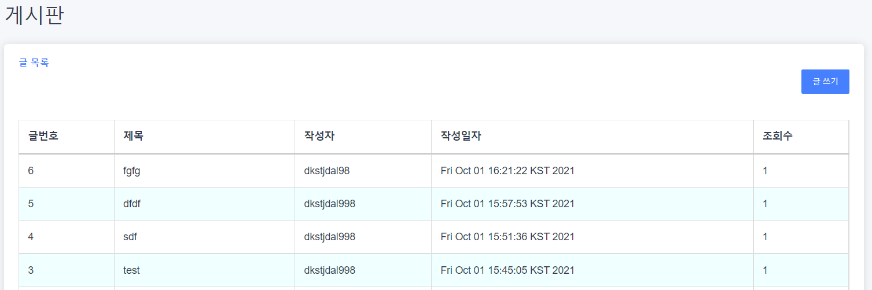 게시판
글 목록
글 쓰기
글번호 제목 작성자 작성일자 조회수
6 fgfg dkstjdal98 Fri Oct 01 16:21:22 KST 2021 1
5 dfdf dkstjdal998 Fri Oct 01 15:57:53 KST 2021 1
4 sdf dkstjdal998 Fri Oct 01 15:51:36 KST 2021 1
3 test dkstjdal998 Fri Oct 01 15:45:05 KST 2021 1